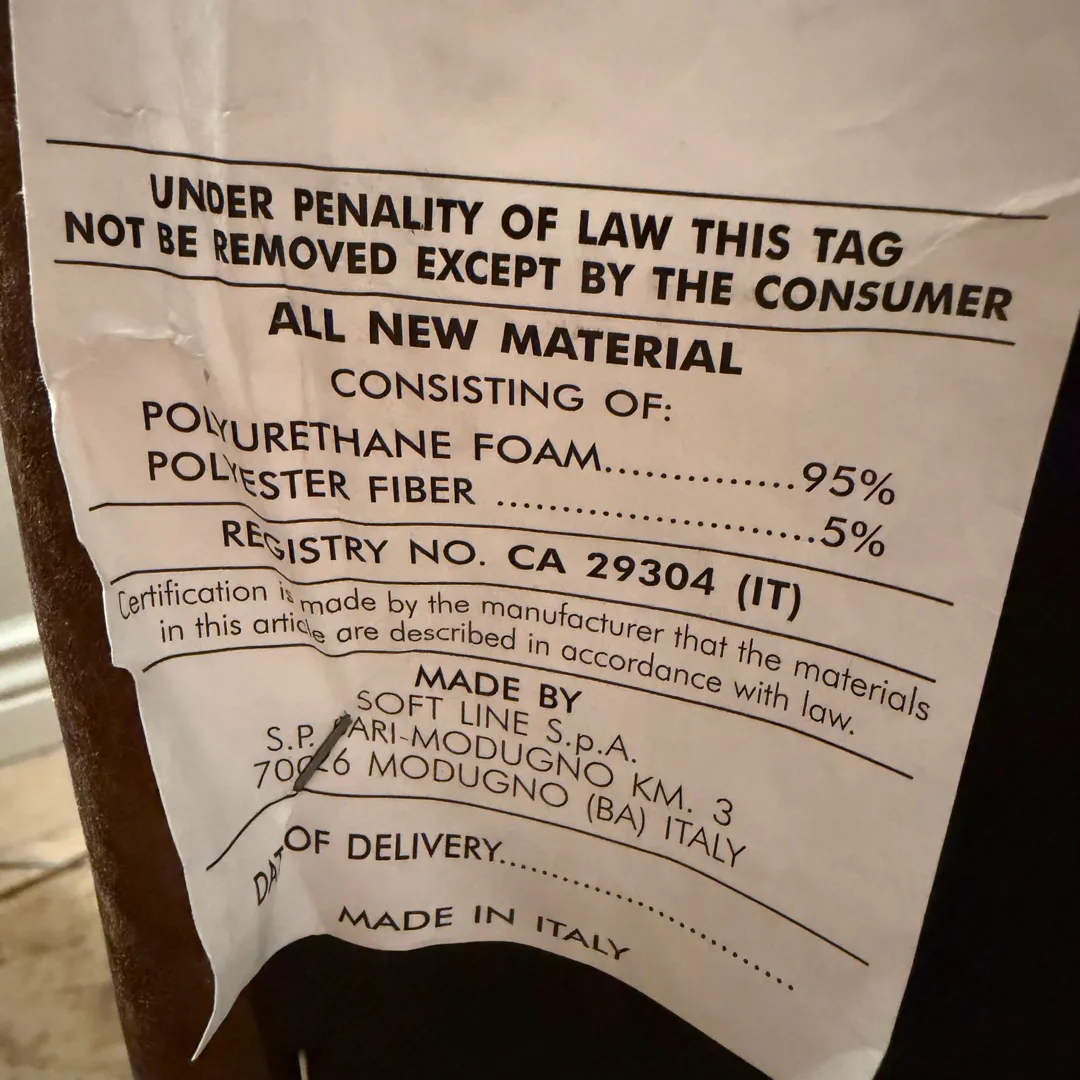 UNDER PENALITY OF LAW THIS TAG
NOT BE REMOVED EXCEPT BY THE CONSUMER
ALL NEW MATERIAL
CONSISTING OF:
POLYURETHANE FOAM.............95%
POLYESTER FIBER ......................5%
REGISTRY NO. CA 29304 (IT)
Certification is made by the manufacturer that the materials
in this article are described in accordance with law.
MADE BY
SOFT LINE S.p.A.
S.P. BARI-MODUGNO KM. 3
70026 MODUGNO (BA) ITALY
DATE OF DELIVERY..............................
MADE IN ITALY